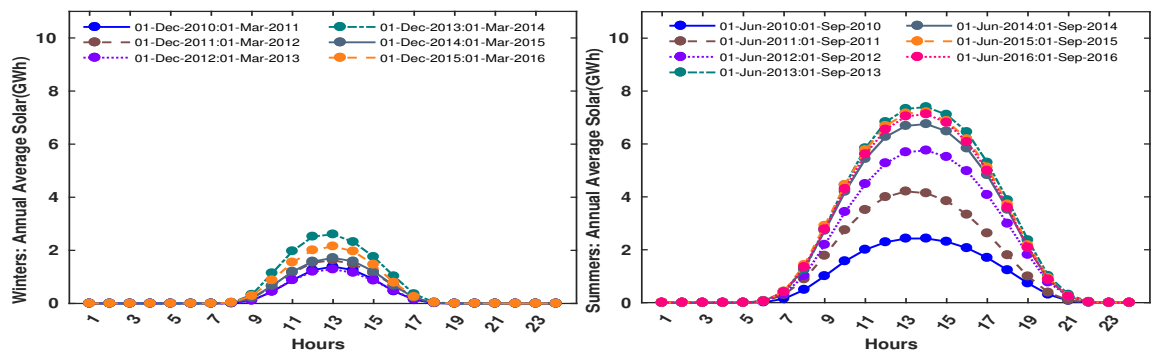 Winters: Annual Average Solar(GWh)
10
8
6
4
2
0
01-Dec-2010:01-Mar-2011
01-Dec-2011:01-Mar-2012
01-Dec-2012:01-Mar-2013
01-Dec-2013:01-Mar-2014
01-Dec-2014:01-Mar-2015
01-Dec-2015:01-Mar-2016
1 3 5 7 9 11 13 15 17 19 21 23
Hours
Summers: Annual Average Solar(GWh)
10
8
6
4
2
0
01-Jun-2010:01-Sep-2010
01-Jun-2011:01-Sep-2011
01-Jun-2012:01-Sep-2012
01-Jun-2013:01-Sep-2013
01-Jun-2014:01-Sep-2014
01-Jun-2015:01-Sep-2015
01-Jun-2016:01-Sep-2016
1 3 5 7 9 11 13 15 17 19 21 23
Hours